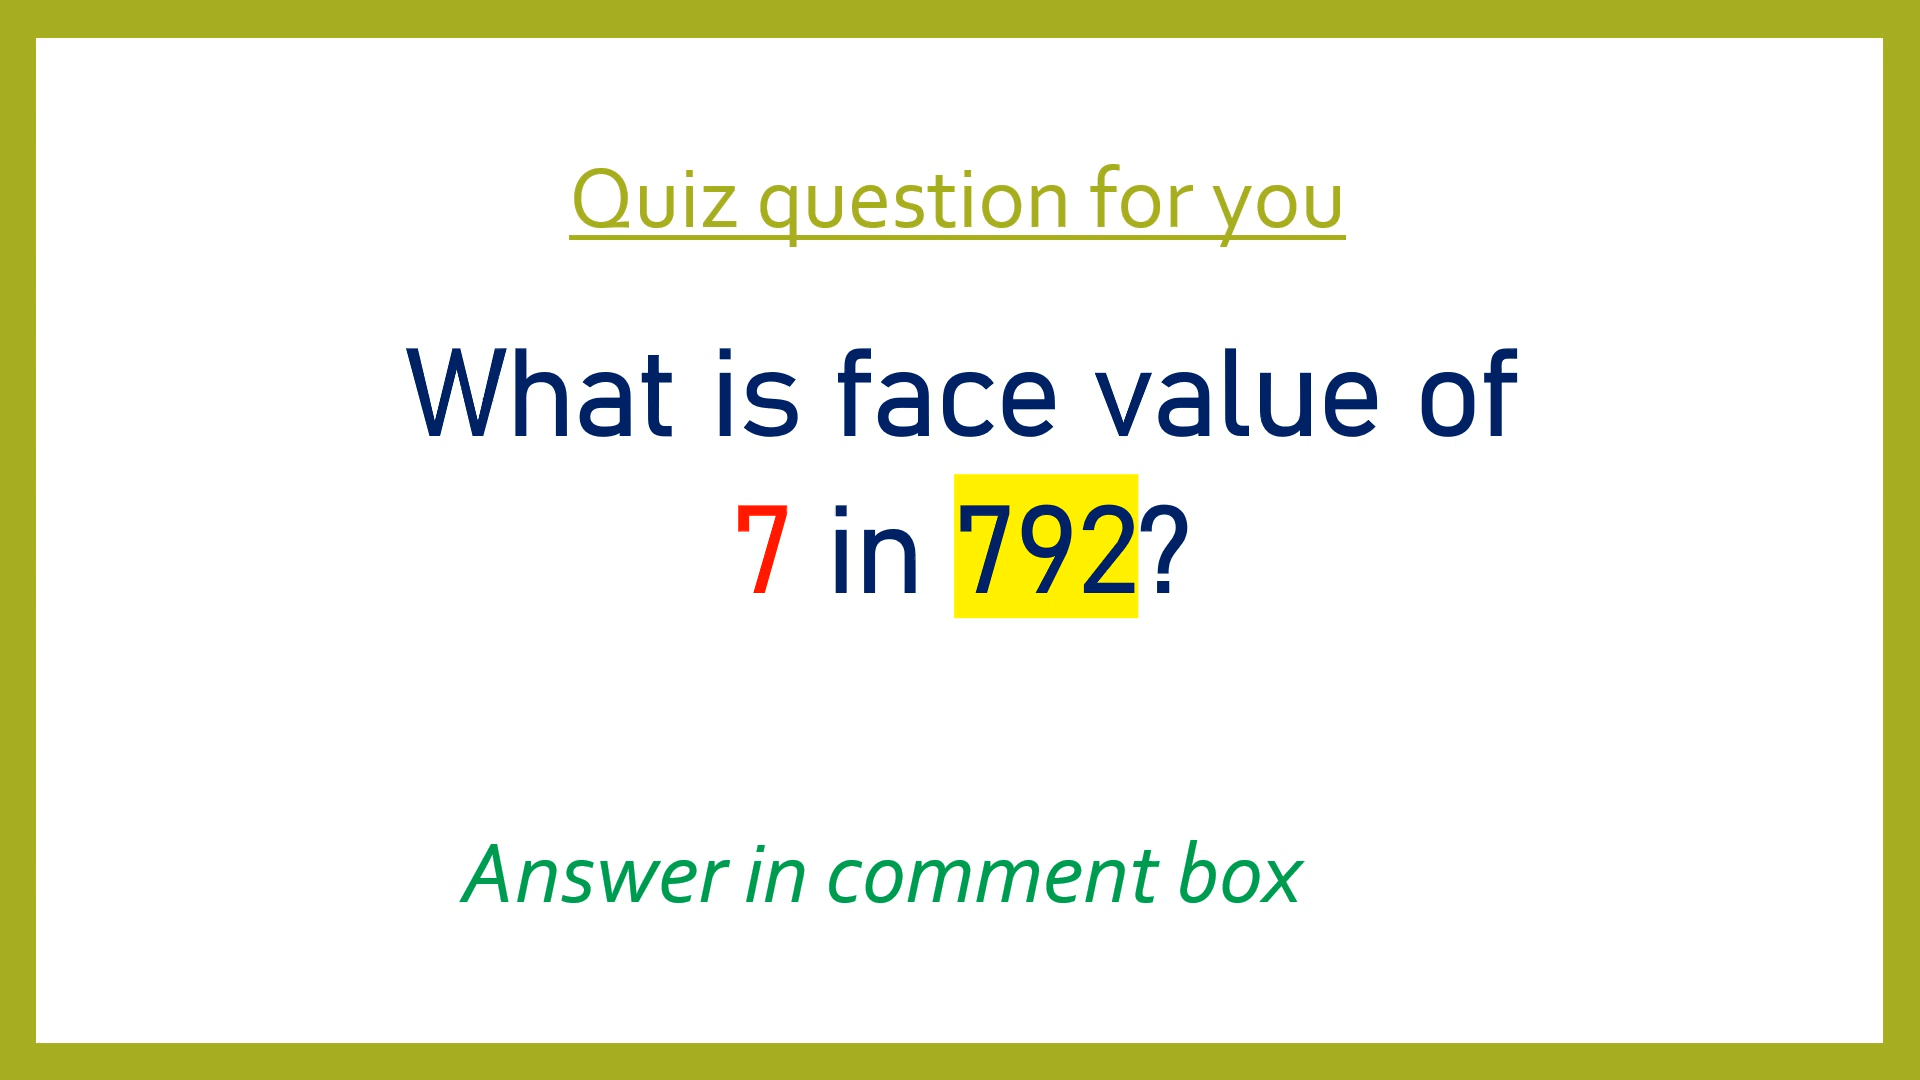 Quiz question for you
What is face value of
7 in 792?
Answer in comment box